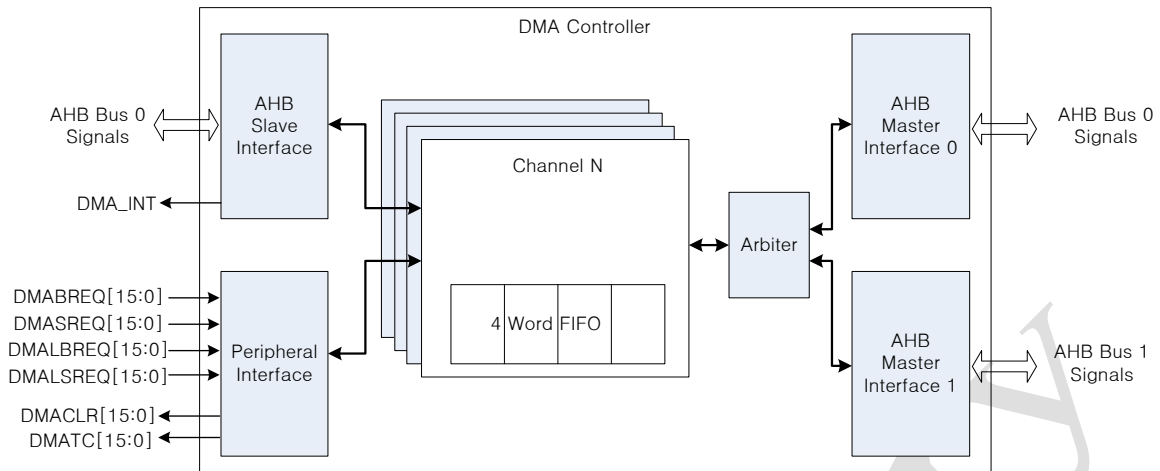 DMA Controller
AHB Bus 0
Signals
AHB
Slave
Interface
DMA_INT
DMABREQ[15:0]
DMASREQ[15:0]
DMALBREQ[15:0]
DMALSREQ[15:0]
DMACLR[15:0]
DMATC[15:0]
Peripheral
Interface
Channel N
4 Word FIFO
Arbiter
AHB
Master
Interface 0
AHB Bus 0
Signals
AHB
Master
Interface 1
AHB Bus 1
Signals
y